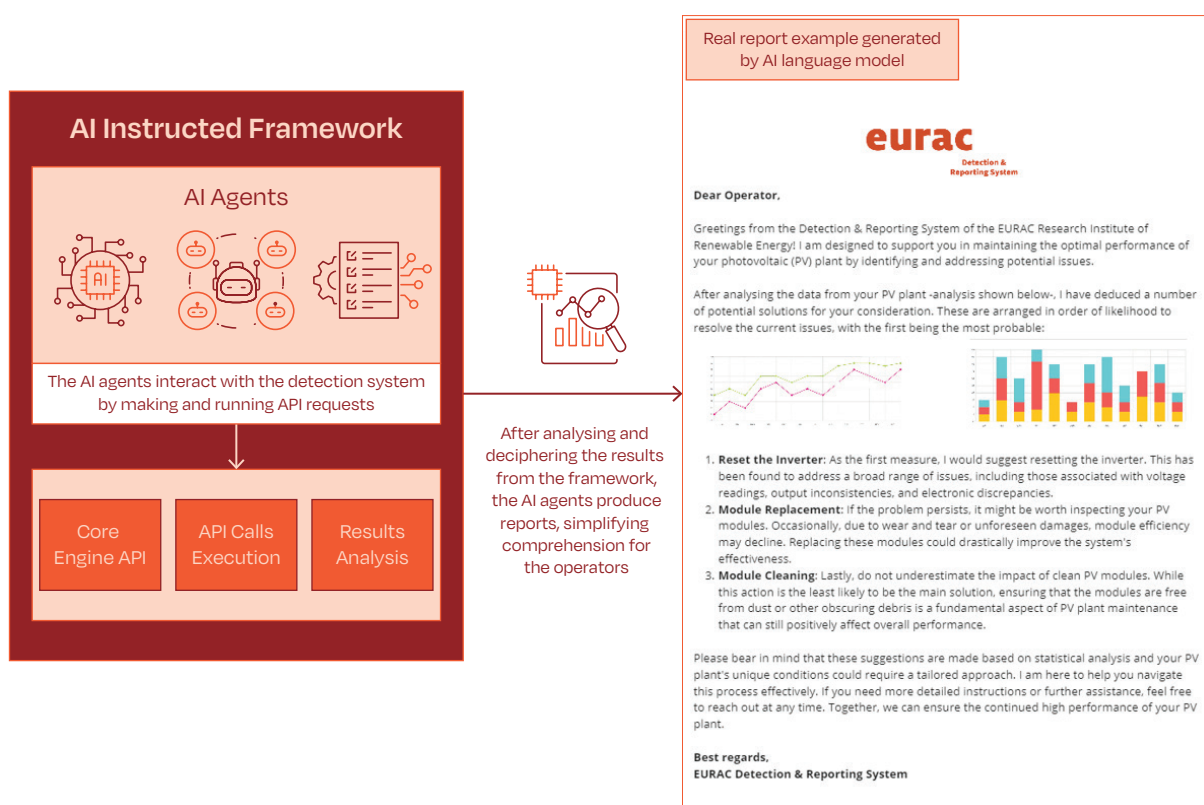 AI Instructed Framework
AI Agents
AI
The AI agents interact with the detection system
by making and running API requests
Core
Engine API
API Calls
Execution
Results
Analysis
After analysing and
deciphering the results
from the framework,
the AI agents produce
reports, simplifying
comprehension for
the operators
Real report example generated
by AI language model
eurac
Detection &
Reporting System
Dear Operator,
Greetings from the Detection & Reporting System of the EURAC Research Institute of
Renewable Energy! I am designed to support you in maintaining the optimal performance of
your photovoltaic (PV) plant by identifying and addressing potential issues.
After analysing the data from your PV plant -analysis shown below-, I have deduced a number
of potential solutions for your consideration. These are arranged in order of likelihood to
resolve the current issues, with the first being the most probable:
1. Reset the Inverter: As the first measure, I would suggest resetting the inverter. This has
been found to address a broad range of issues, including those associated with voltage
readings, output inconsistencies, and electronic discrepancies.
2. Module Replacement: If the problem persists, it might be worth inspecting your PV
modules. Occasionally, due to wear and tear or unforeseen damages, module efficiency
may decline. Replacing these modules could drastically improve the system's
effectiveness.
3. Module Cleaning: Lastly, do not underestimate the impact of clean PV modules. While
this action is the least likely to be the main solution, ensuring that the modules are free
from dust or other obscuring debris is a fundamental aspect of PV plant maintenance
that can still positively affect overall performance.
Please bear in mind that these suggestions are made based on statistical analysis and your PV
plant's unique conditions could require a tailored approach. I am here to help you navigate
this process effectively. If you need more detailed instructions or further assistance, feel free
to reach out at any time. Together, we can ensure the continued high performance of your PV
plant.
Best regards,
EURAC Detection & Reporting System